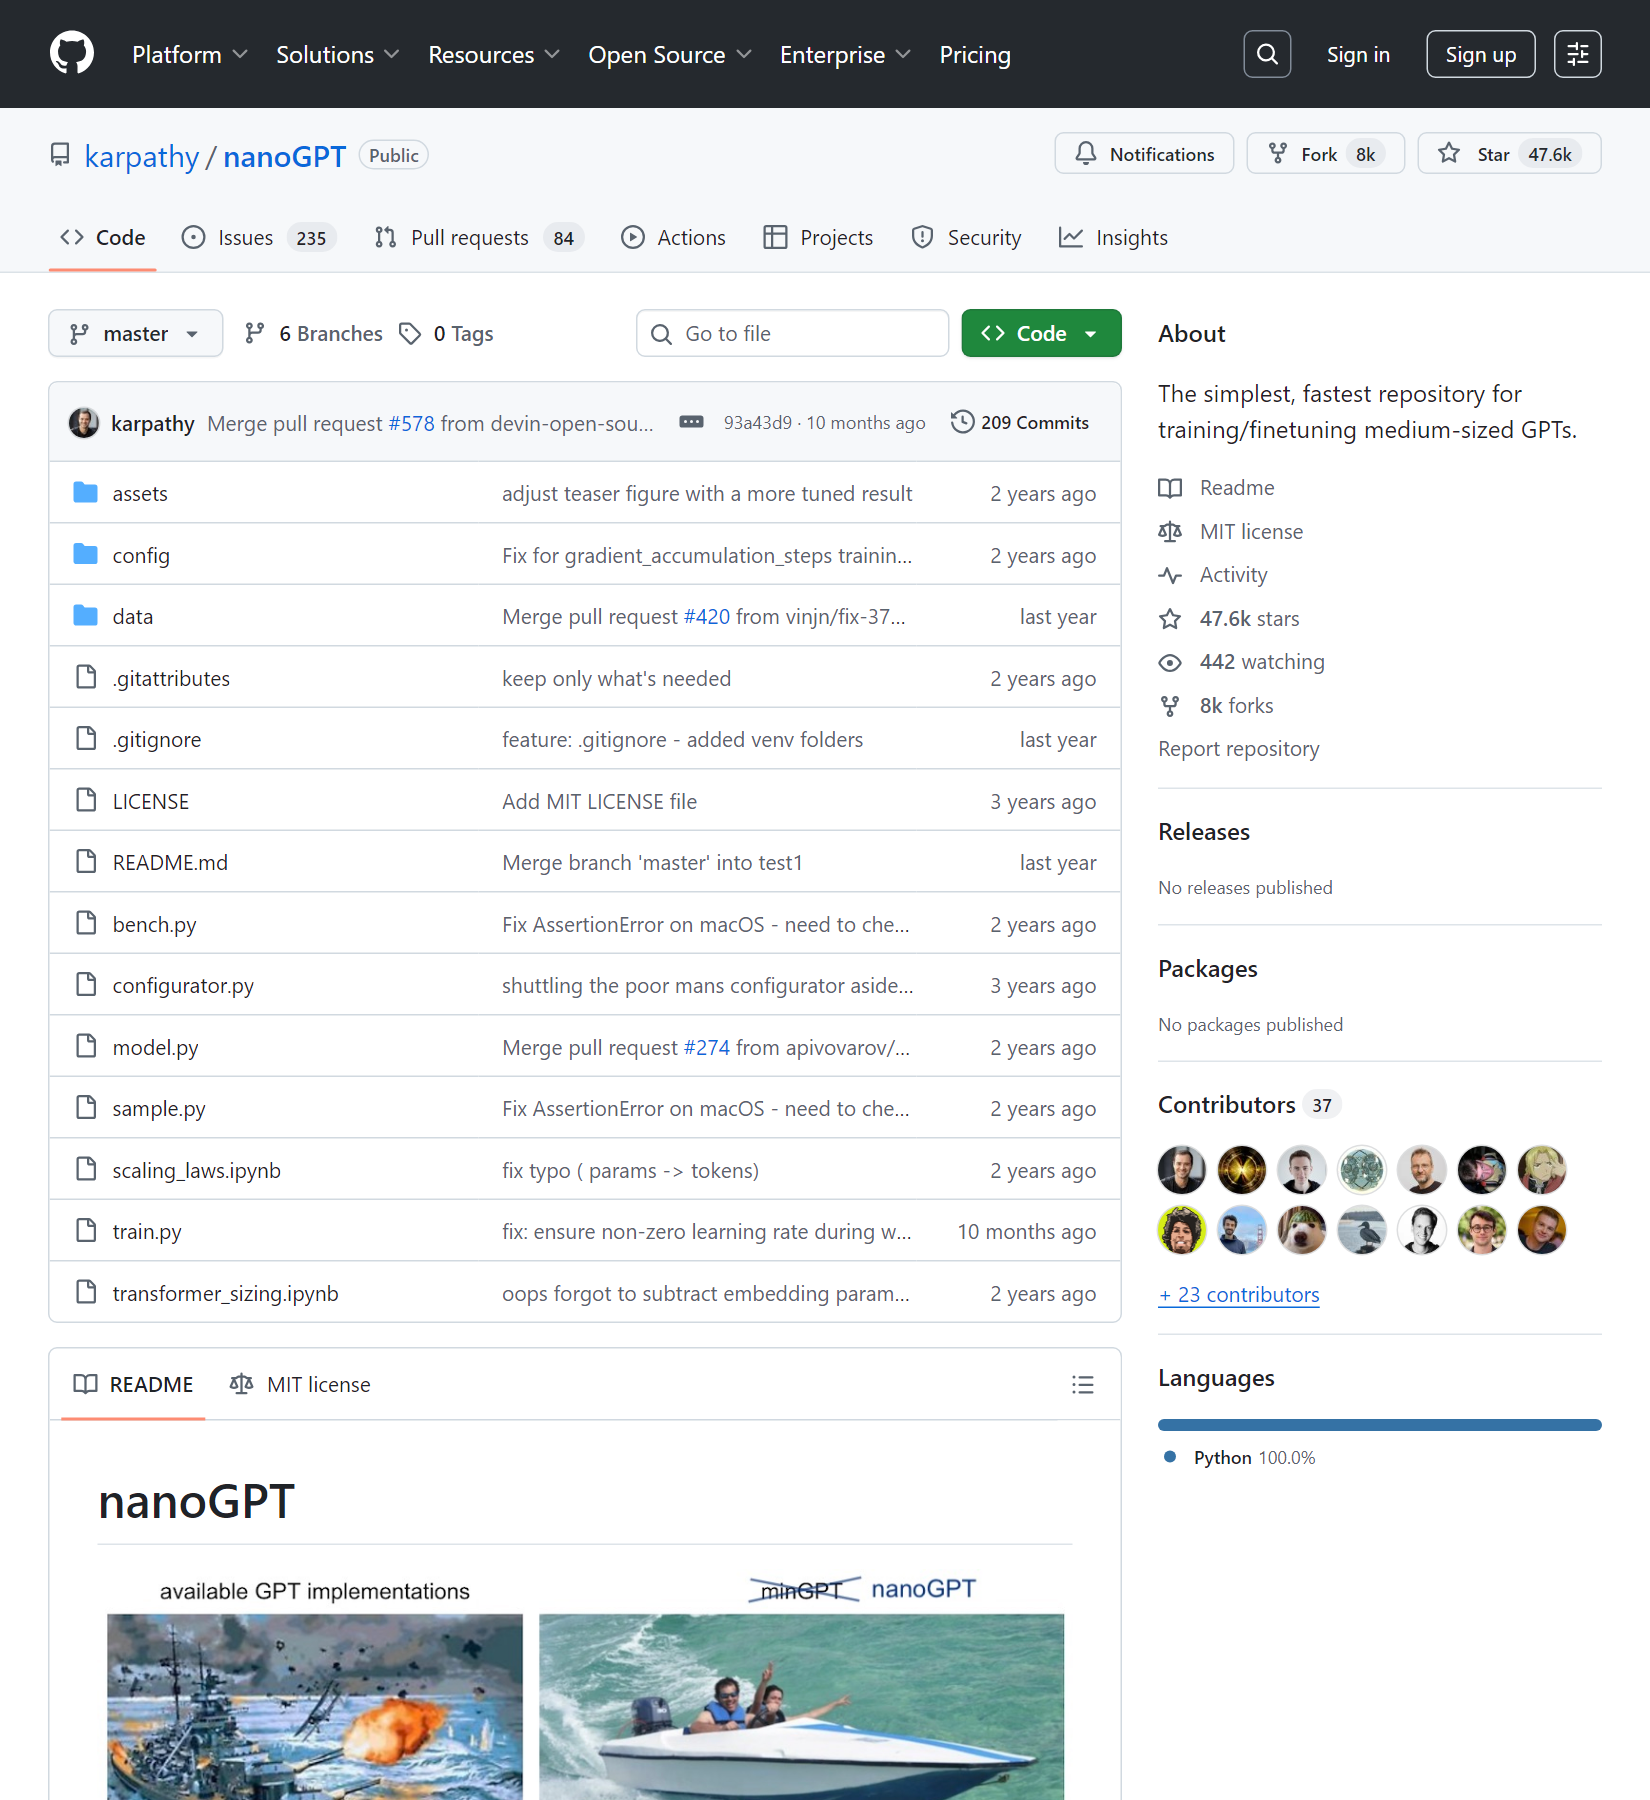 Platform Solutions Resources Open Source Enterprise Pricing Sign in Sign up
karpathy / nanoGPT Public Notifications Fork 8k Star 47.6k
Code Issues 235 Pull requests 84 Actions Projects Security Insights
master 6 Branches 0 Tags Go to file Code
karpathy Merge pull request #578 from devin-open-sou... 93a43d9 · 10 months ago 209 Commits
assets adjust teaser figure with a more tuned result 2 years ago
config Fix for gradient_accumulation_steps trainin... 2 years ago
data Merge pull request #420 from vinjn/fix-37... last year
.gitattributes keep only what's needed 2 years ago
.gitignore feature: .gitignore - added venv folders last year
LICENSE Add MIT LICENSE file 3 years ago
README.md Merge branch 'master' into test1 last year
bench.py Fix AssertionError on macOS - need to che... 2 years ago
configurator.py shuttling the poor mans configurator aside... 3 years ago
model.py Merge pull request #274 from apivovarov/... 2 years ago
sample.py Fix AssertionError on macOS - need to che... 2 years ago
scaling_laws.ipynb fix typo ( params -> tokens) 2 years ago
train.py fix: ensure non-zero learning rate during w... 10 months ago
transformer_sizing.ipynb oops forgot to subtract embedding param... 2 years ago
README MIT license
nanoGPT
available GPT implementations minGPT nanoGPT
About
The simplest, fastest repository for
training/finetuning medium-sized GPTs.
Readme
MIT license
Activity
47.6k stars
442 watching
8k forks
Report repository
Releases
No releases published
Packages
No packages published
Contributors 37
+ 23 contributors
Languages
Python 100.0%